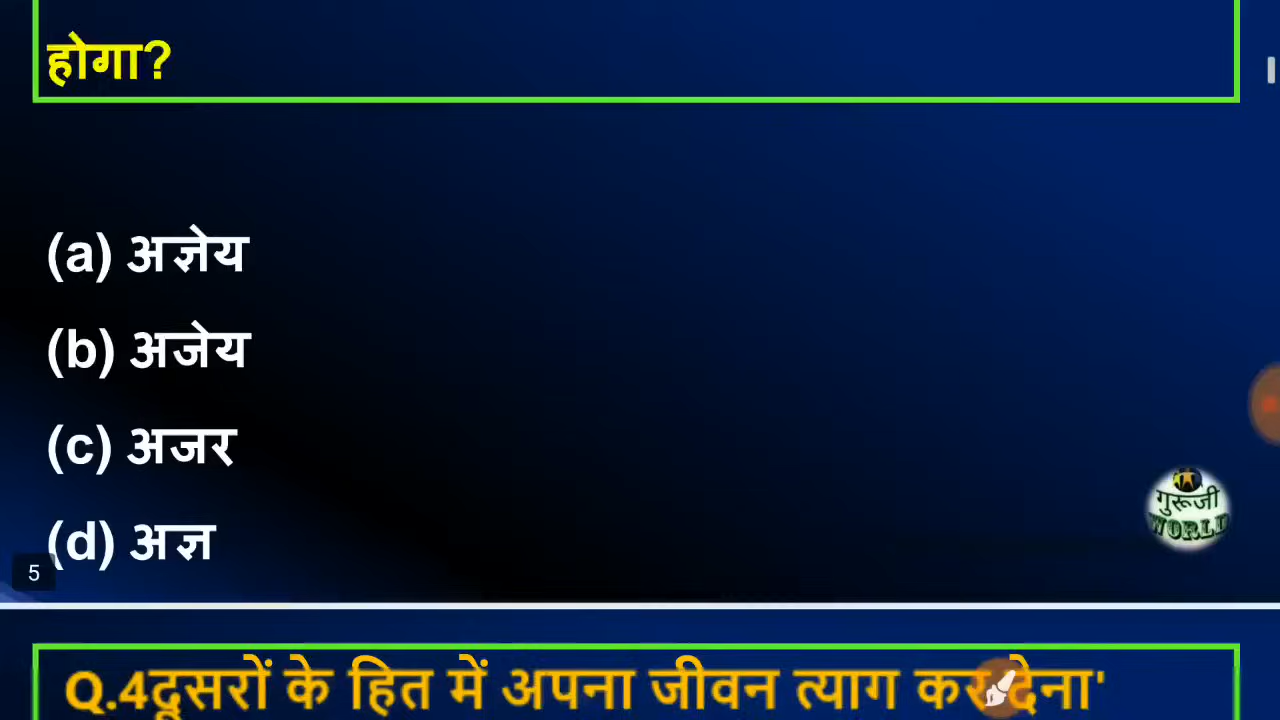 होगा?
(a) अज्ञेय
(b) अजेय
(c) अजर
(d) अज्ञ
5
गुरूजी
WORLD
Q.4दूसरों के हित में अपना जीवन त्याग कर देना'